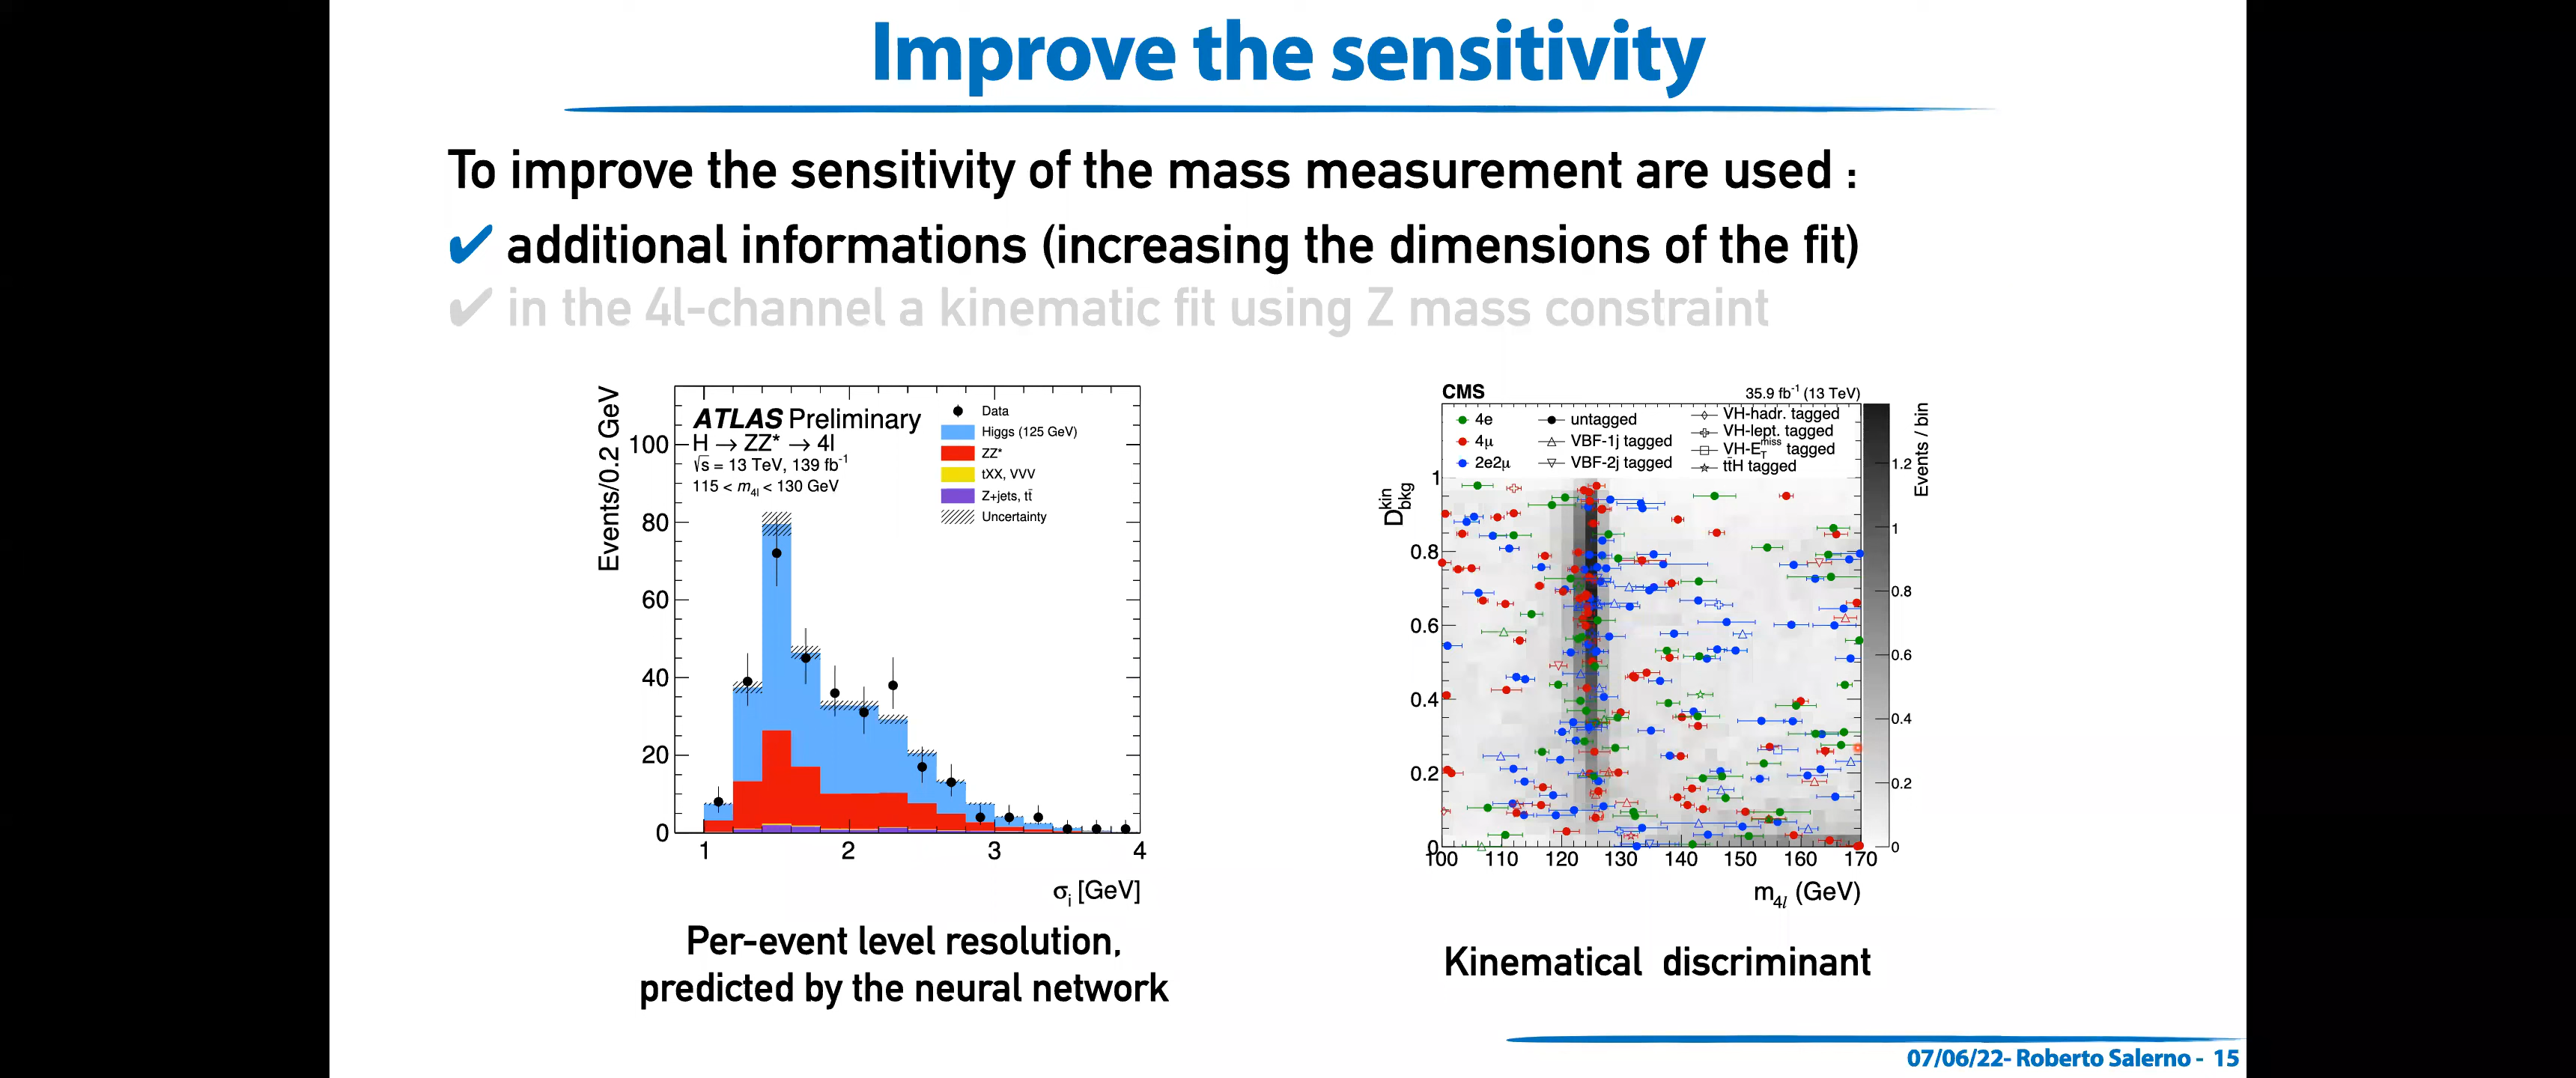 Improve the sensitivity
To improve the sensitivity of the mass measurement are used :
✔ additional informations (increasing the dimensions of the fit)
✔ in the 4l-channel a kinematic fit using Z mass constraint
Events/0.2 GeV
ATLAS Preliminary
H → ZZ* → 4l
√s = 13 TeV, 139 fb⁻¹
115 < m4l < 130 GeV
Data
Higgs (125 GeV)
ZZ*
tXX, VVV
Z+jets, tt̄
Uncertainty
100
80
60
40
20
0
1 2 3 4
σi [GeV]
Per-event level resolution,
predicted by the neural network
CMS 35.9 fb⁻¹ (13 TeV)
4e
4μ
2e2μ
untagged
VBF-1j tagged
VBF-2j tagged
VH-hadr. tagged
VH-lept. tagged
VH-ETmiss tagged
tt̄H tagged
Dkinbkg
1
0.8
0.6
0.4
0.2
0
100 110 120 130 140 150 160 170
m4l (GeV)
Events / bin
1.2
1
0.8
0.6
0.4
0.2
0
Kinematical discriminant
07/06/22- Roberto Salerno - 15